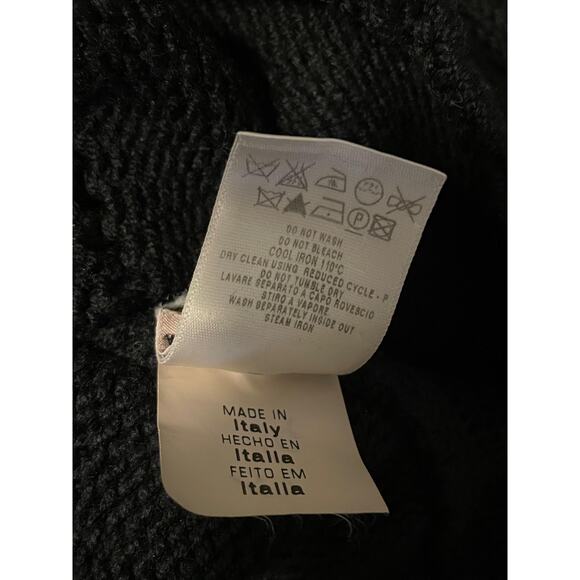 DO NOT WASH
DO NOT BLEACH
COOL IRON 110°C
DRY CLEAN USING REDUCED CYCLE - P
DO NOT TUMBLE DRY
LAVARE SEPARATO A CAPO ROVESCIO
STIRO A VAPORE
WASH SEPARATELY INSIDE OUT
STEAM IRON
MADE IN
Italy
HECHO EN
Italia
FEITO EM
Italia